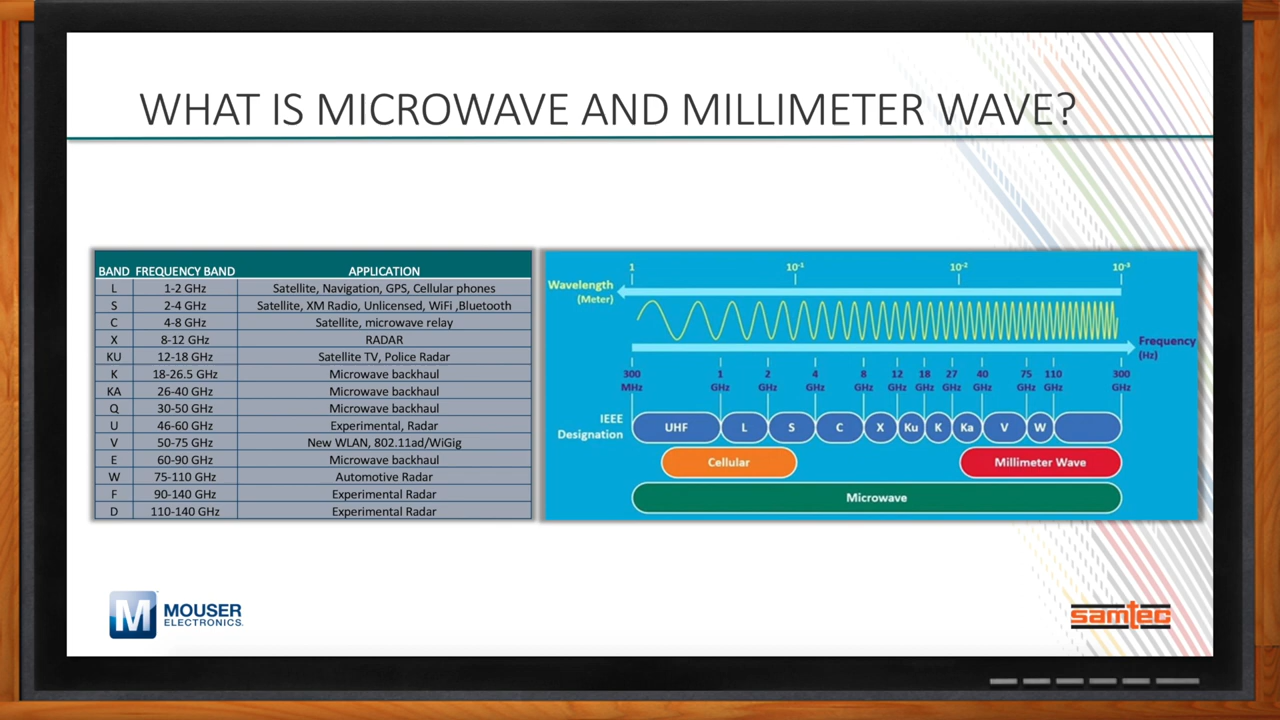 WHAT IS MICROWAVE AND MILLIMETER WAVE?
BAND FREQUENCY BAND APPLICATION
L 1-2 GHz Satellite, Navigation, GPS, Cellular phones
S 2-4 GHz Satellite, XM Radio, Unlicensed, WiFi ,Bluetooth
C 4-8 GHz Satellite, microwave relay
X 8-12 GHz RADAR
KU 12-18 GHz Satellite TV, Police Radar
K 18-26.5 GHz Microwave backhaul
KA 26-40 GHz Microwave backhaul
Q 30-50 GHz Microwave backhaul
U 46-60 GHz Experimental, Radar
V 50-75 GHz New WLAN, 802.11ad/WiGig
E 60-90 GHz Microwave backhaul
W 75-110 GHz Automotive Radar
F 90-140 GHz Experimental Radar
D 110-140 GHz Experimental Radar
1 10-1 10-2 10-3
Wavelength
(Meter)
Frequency
(Hz)
300 1 2 4 8 12 18 27 40 75 110 300
MHz GHz GHz GHz GHz GHz GHz GHz GHz GHz GHz GHz
IEEE
Designation
UHF L S C X Ku K Ka V W
Cellular Millimeter Wave
Microwave
M MOUSER
ELECTRONICS.
samtec